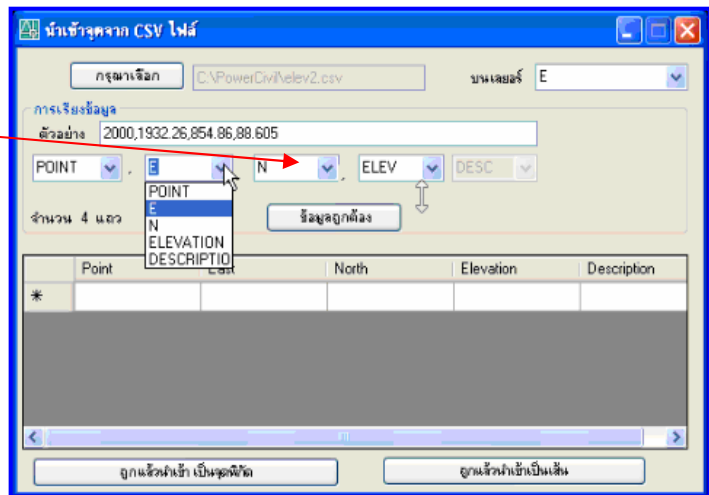 นำเข้าจุดจาก CSV ไฟล์
กรุณาเลือก C:\PowerCivil\elev2.csv บนเลเยอร์ E
การเรียงข้อมูล
ตัวอย่าง 2000,1932.26,854.86,88.605
POINT , E , N , ELEV , DESC
POINT
E
N
ELEVATION
DESCRIPTIO
จำนวน 4 แถว ข้อมูลถูกต้อง
Point East North Elevation Description
*
ถูกแล้วนำเข้า เป็นจุดพิกัด ถูกแล้วนำเข้าเป็นเส้น